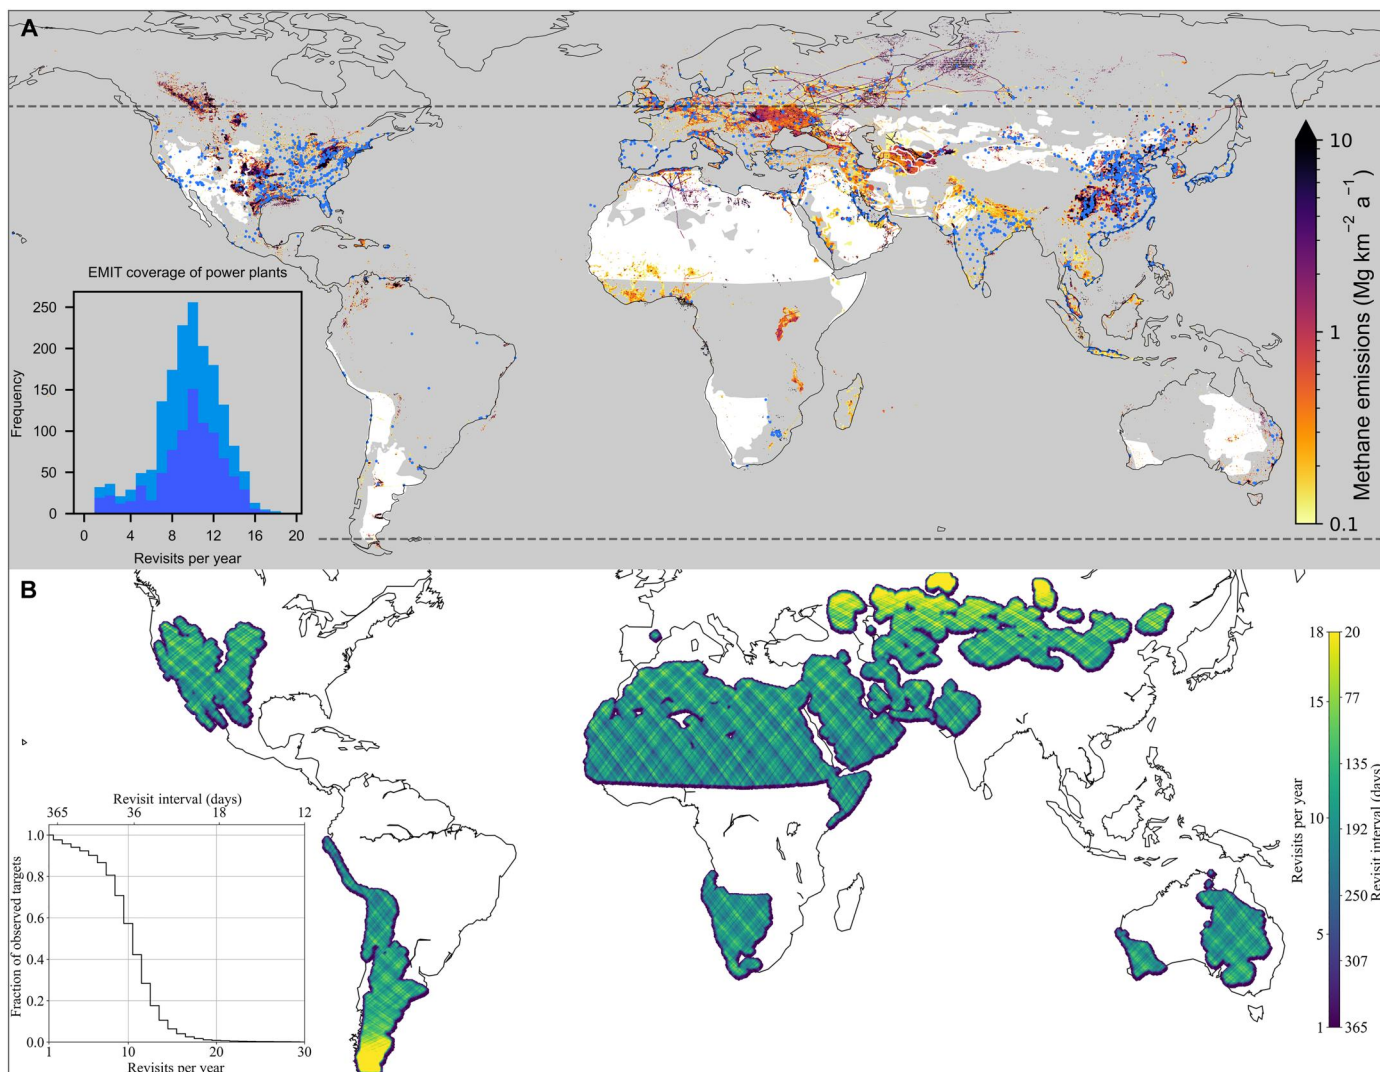 A
EMIT coverage of power plants
250
200
150
100
50
0
Frequency
0 4 8 12 16 20
Revisits per year
10
1
0.1
Methane emissions (Mg km⁻² a⁻¹)
B
Revisit interval (days)
365 36 18 12
1.0
0.8
0.6
0.4
0.2
0.0
Fraction of observed targets
1 10 20 30
Revisits per year
18 20
15 77
135
10 192
250
5 307
1 365
Revisits per year
Revisit interval (days)